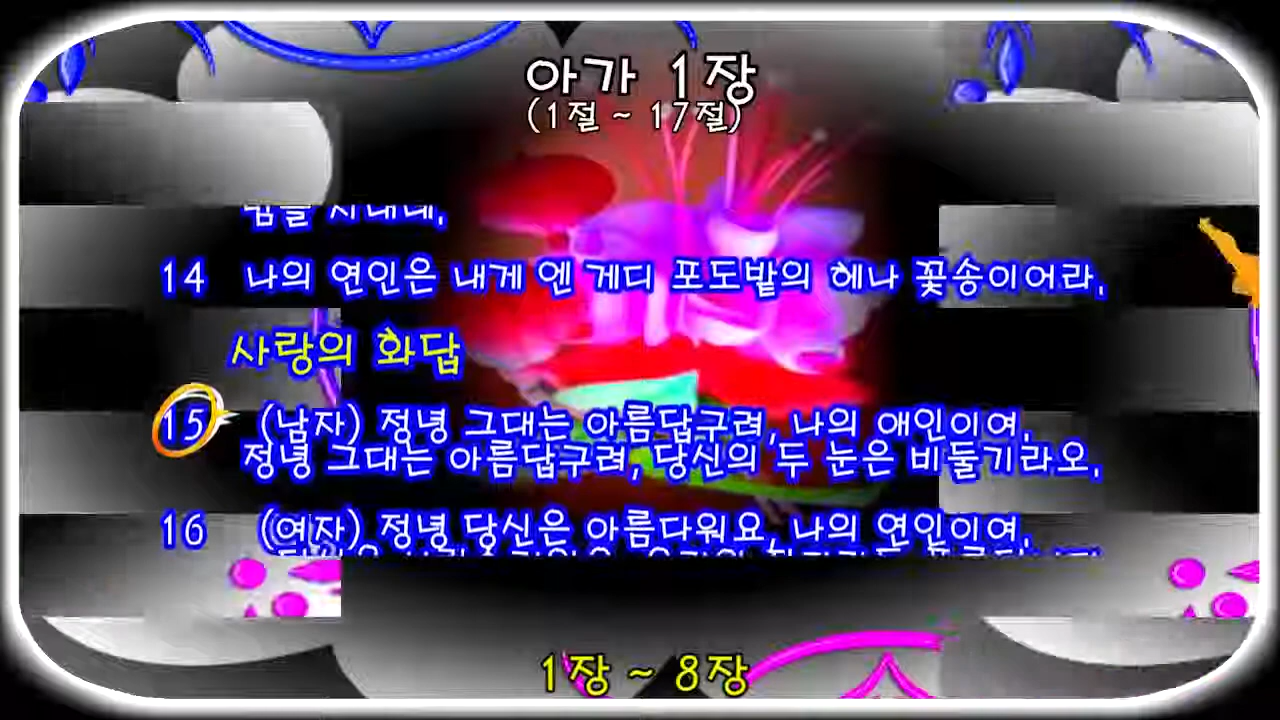 아가 1장
(1절 ~ 17절)
14 나의 연인은 내게 엔 게디 포도밭의 헤나 꽃송이어라.
사랑의 화답
15 (남자) 정녕 그대는 아름답구려, 나의 애인이여.
정녕 그대는 아름답구려, 당신의 두 눈은 비둘기라오.
16 (여자) 정녕 당신은 아름다워요, 나의 연인이여.
1장 ~ 8장